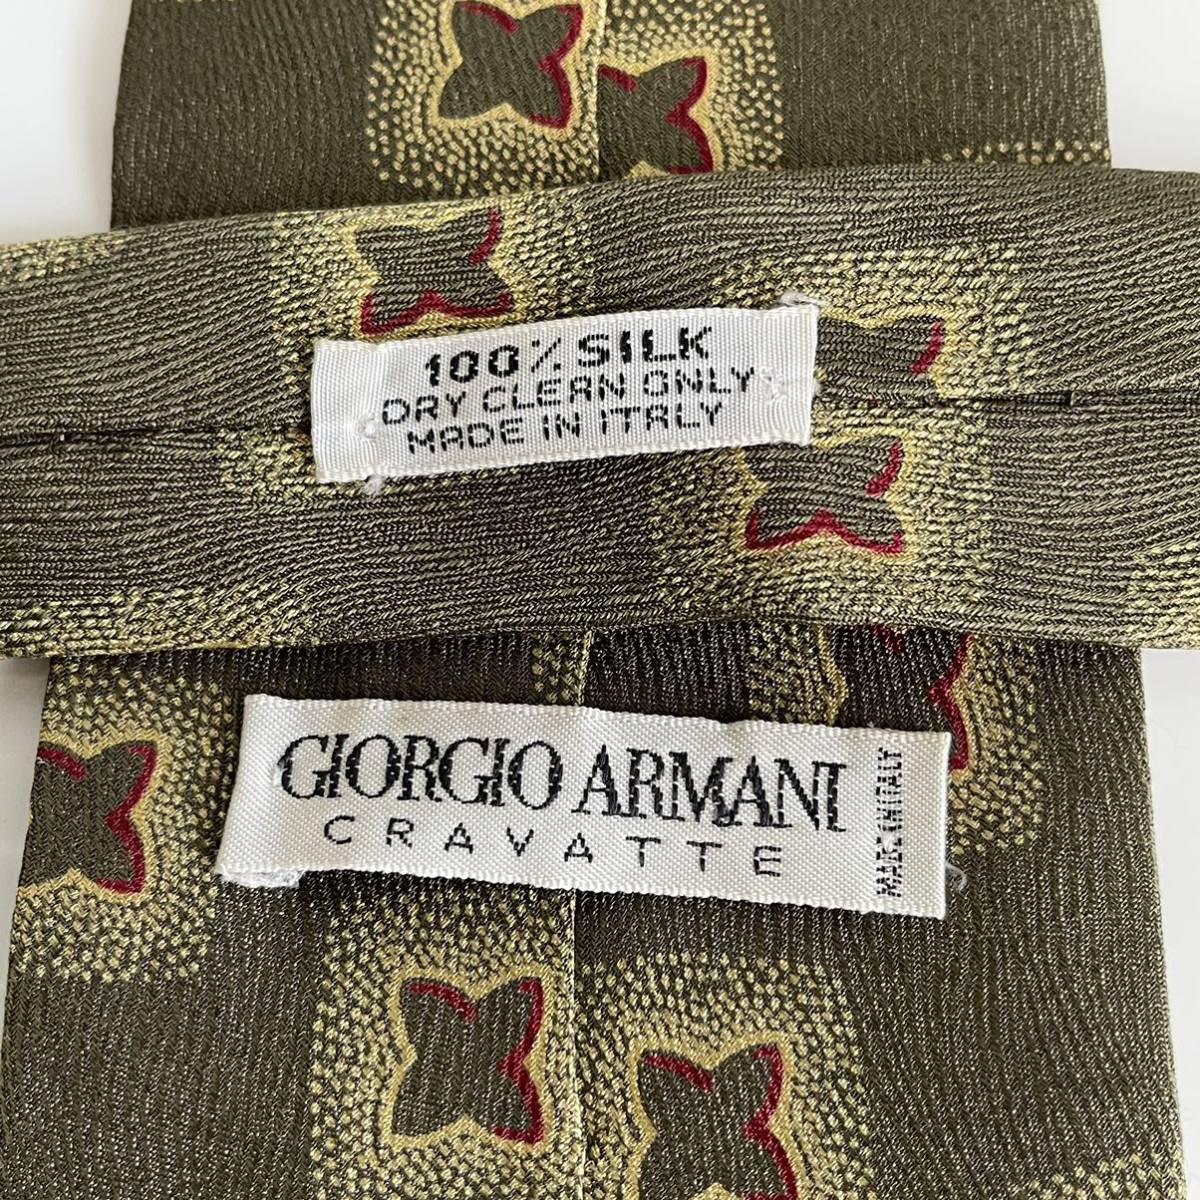 100% SILK
DRY CLEAN ONLY
MADE IN ITALY
GIORGIO ARMANI
CRAVATTE
MADE IN ITALY